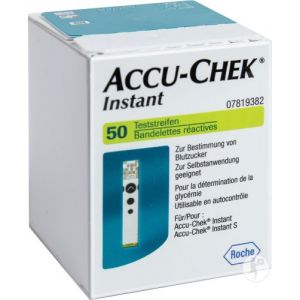 50
ACCU-CHEK®
Instant
07819382
50 Teststreifen
Bandelettes réactives
Zur Bestimmung von
Blutzucker
Zur Selbstanwendung
geeignet
Pour la détermination de la
glycémie
Utilisable en autocontrôle
Für/Pour :
Accu-Chek® Instant
Accu-Chek® Instant S
Roche